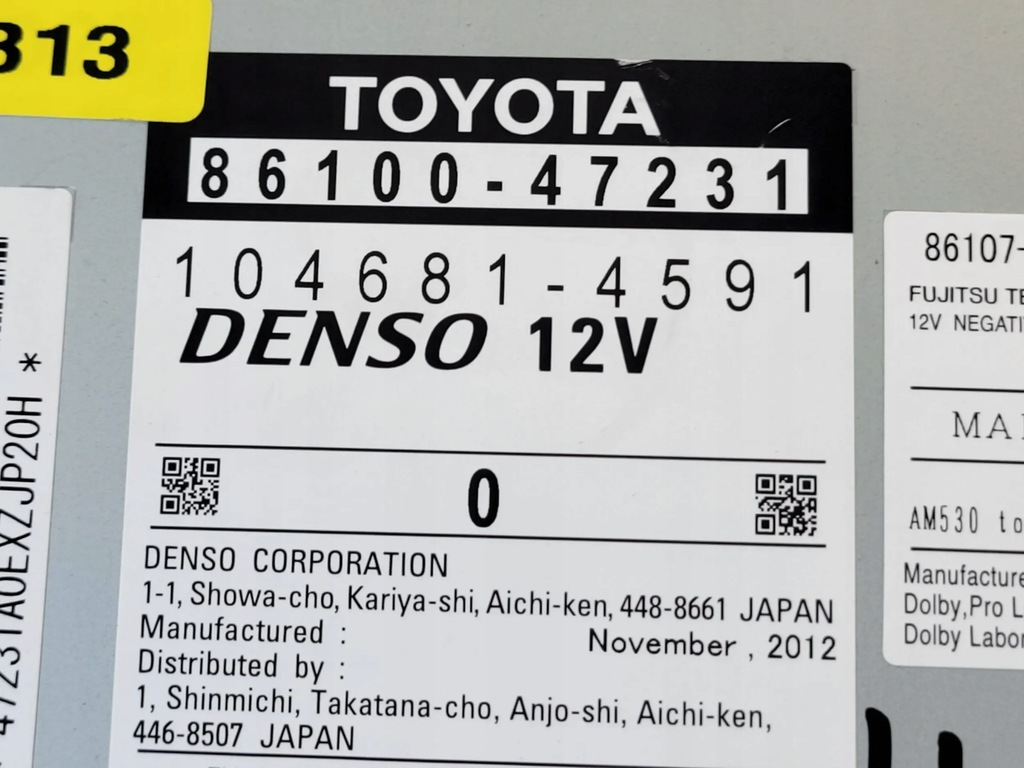 313
TOYOTA
86100-47231
104681-4591
DENSO 12V
0
DENSO CORPORATION
1-1, Showa-cho, Kariya-shi, Aichi-ken, 448-8661 JAPAN
Manufactured : November , 2012
Distributed by :
1, Shinmichi, Takatana-cho, Anjo-shi, Aichi-ken,
446-8507 JAPAN
47231A0EXZJP20H *
86107-
FUJITSU TE
12V NEGATI
MA
AM530 to
Manufacture
Dolby,Pro L
Dolby Labor